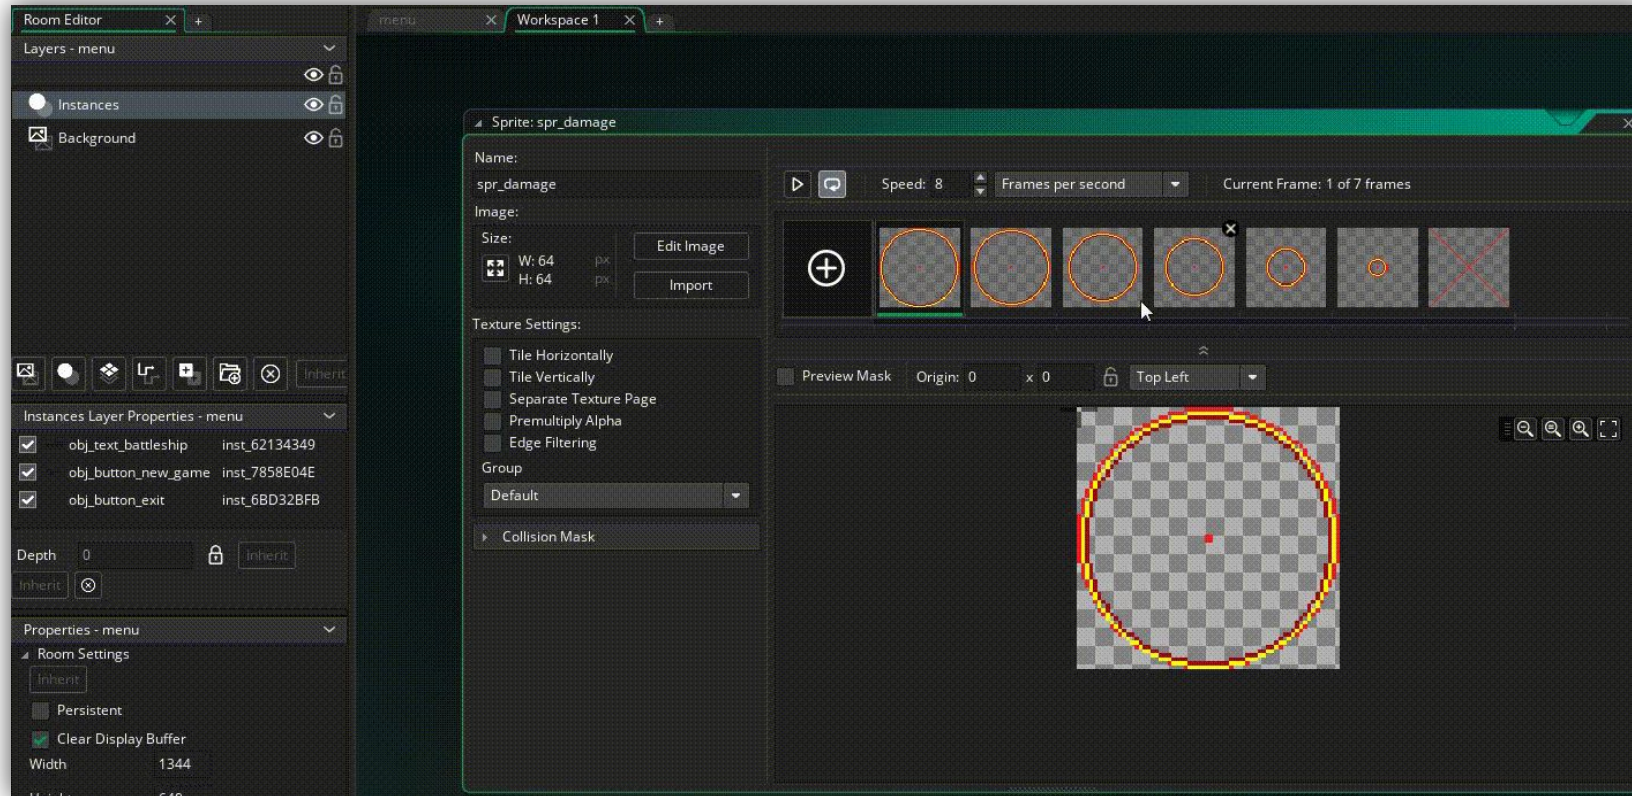 Room Editor
Layers - menu
Instances
Background
Inherit
Instances Layer Properties - menu
obj_text_battleship inst_62134349
obj_button_new_game inst_7858E04E
obj_button_exit inst_6BD32BFB
Depth 0 Inherit
Inherit
Properties - menu
Room Settings
Inherit
Persistent
Clear Display Buffer
Width 1344
menu Workspace 1
Sprite: spr_damage
Name:
spr_damage
Image:
Size:
W: 64 px
H: 64 px
Edit Image
Import
Texture Settings:
Tile Horizontally
Tile Vertically
Separate Texture Page
Premultiply Alpha
Edge Filtering
Group
Default
Collision Mask
Speed: 8 Frames per second Current Frame: 1 of 7 frames
Preview Mask Origin: 0 x 0 Top Left